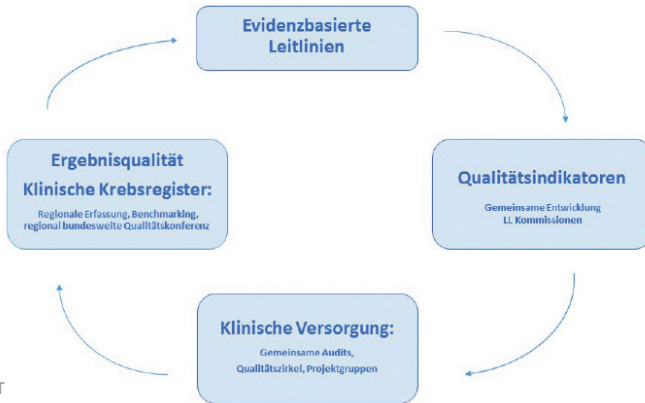 Evidenzbasierte
Leitlinien
Qualitätsindikatoren
Gemeinsame Entwicklung
LL Kommissionen
Klinische Versorgung:
Gemeinsame Audits,
Qualitätszirkel, Projektgruppen
Ergebnisqualität
Klinische Krebsregister:
Regionale Erfassung, Benchmarking,
regional bundesweite Qualitätskonferenz
T